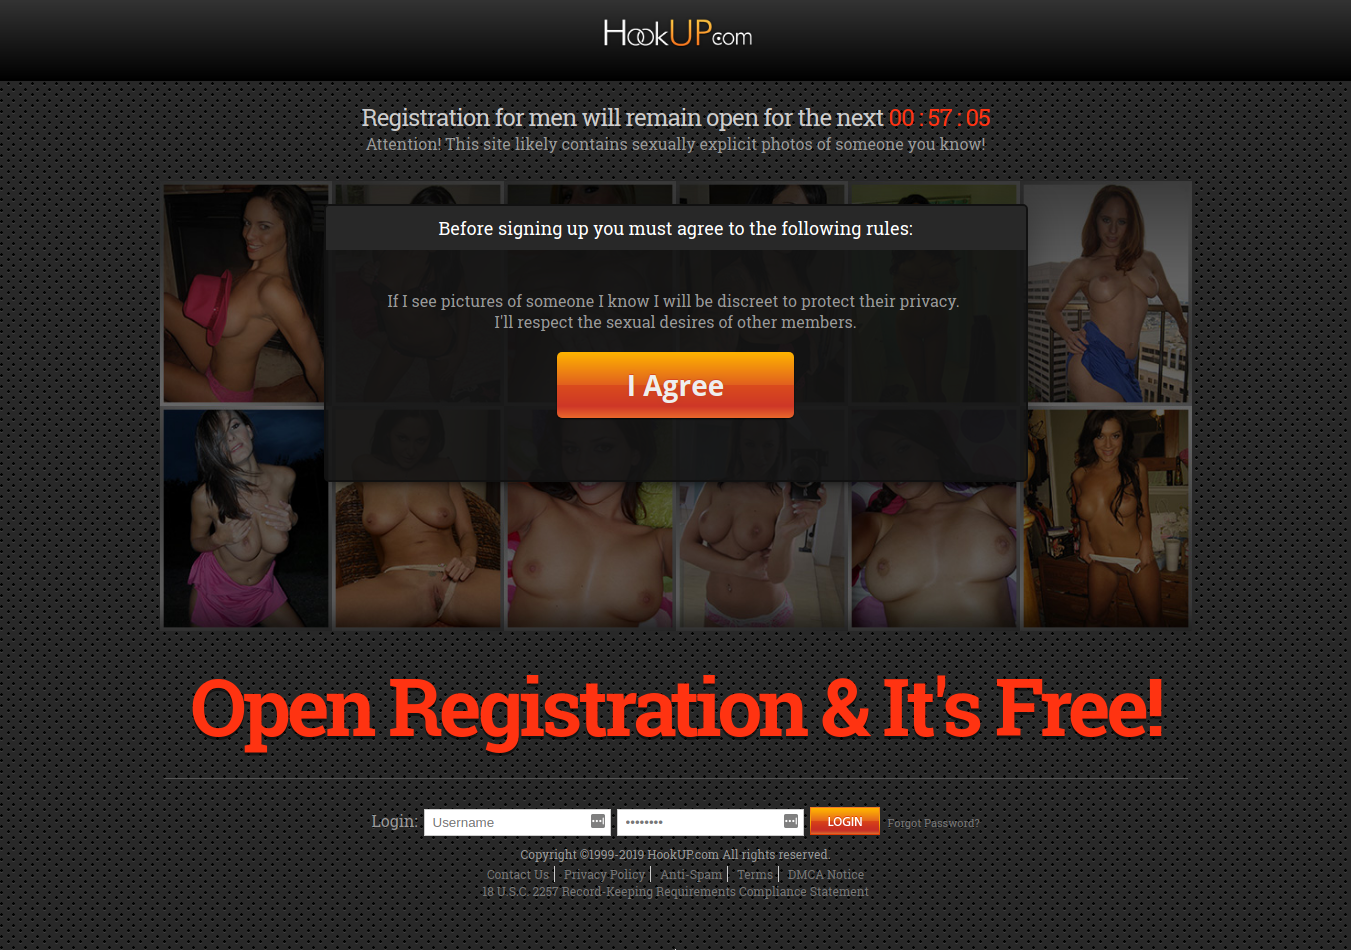 HookUP.com
Registration for men will remain open for the next 00 : 57 : 05
Attention! This site likely contains sexually explicit photos of someone you know!
Before signing up you must agree to the following rules:
If I see pictures of someone I know I will be discreet to protect their privacy.
I'll respect the sexual desires of other members.
I Agree
Open Registration & It's Free!
Login: Username •••••••• LOGIN Forgot Password?
Copyright ©1999-2019 HookUP.com All rights reserved.
Contact Us | Privacy Policy | Anti-Spam | Terms | DMCA Notice
18 U.S.C. 2257 Record-Keeping Requirements Compliance Statement